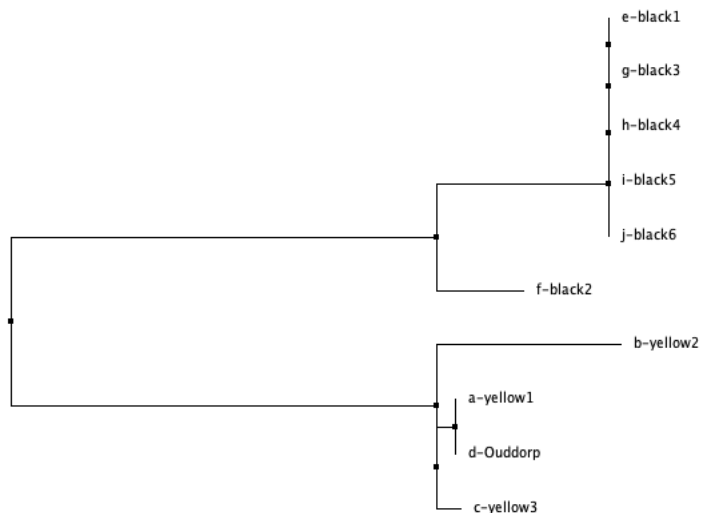 e-black1
g-black3
h-black4
i-black5
j-black6
f-black2
b-yellow2
a-yellow1
d-Ouddorp
c-yellow3